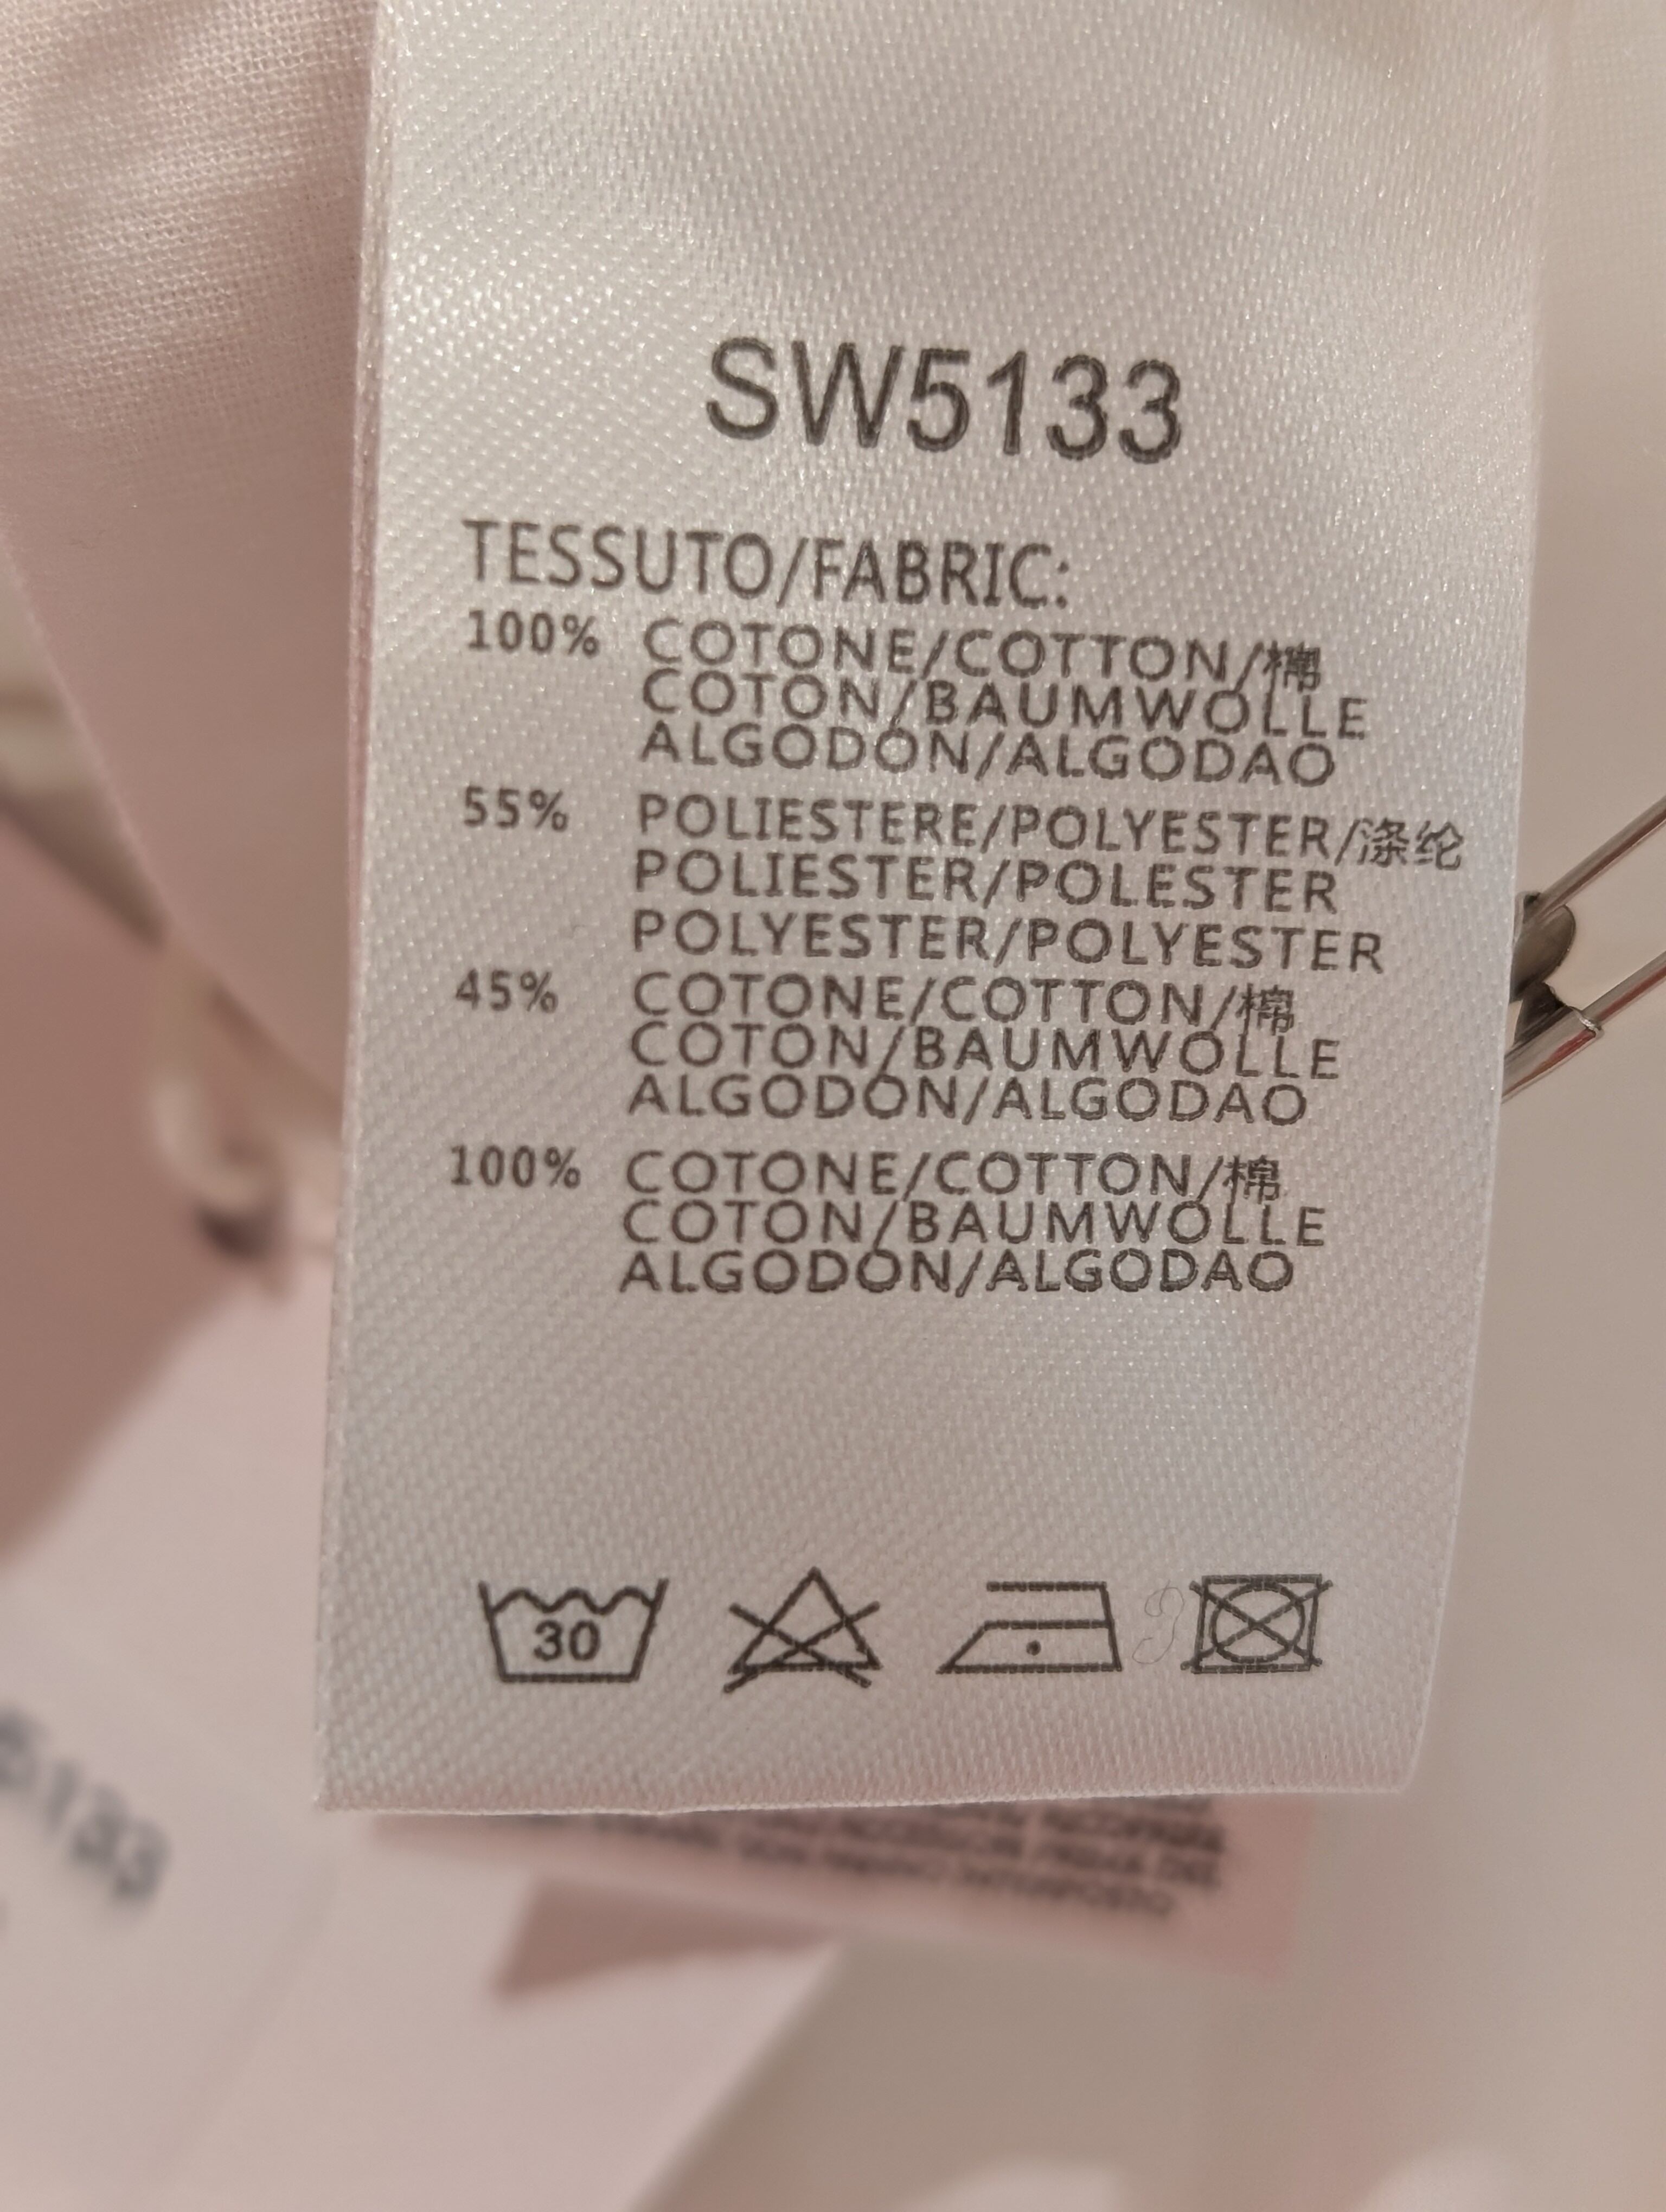 SW5133
TESSUTO/FABRIC:
100% COTONE/COTTON/棉
COTON/BAUMWOLLE
ALGODON/ALGODAO
55% POLIESTERE/POLYESTER/涤纶
POLIESTER/POLESTER
POLYESTER/POLYESTER
45% COTONE/COTTON/棉
COTON/BAUMWOLLE
ALGODON/ALGODAO
100% COTONE/COTTON/棉
COTON/BAUMWOLLE
ALGODON/ALGODAO
30
5133